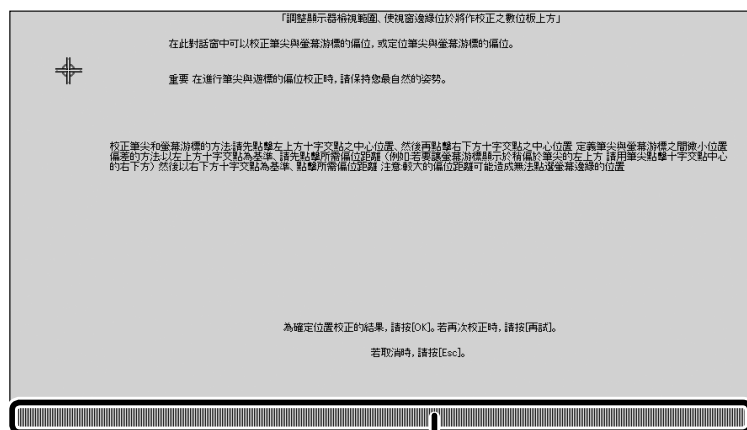 「調整顯示器檢視範圍、使視窗邊緣位於將作校正之數位板上方」
在此對話窗中可以校正筆尖與螢幕游標的偏位, 或定位筆尖與螢幕游標的偏位。
重要 在進行筆尖與遊標的偏位校正時, 請保持您最自然的姿勢。
校正筆尖和螢幕游標的方法:請先點擊左上方十字交點之中心位置、然後再點擊右下方十字交點之中心位置 定義筆尖與螢幕游標之間微小位置
偏差的方法:以左上方十字交點為基準、請先點擊所需偏位距離 (例如:若要讓螢幕游標顯示於稍偏於筆尖的左上方 請用筆尖點擊十字交點中心
的右下方) 然後以右下方十字交點為基準、點擊所需偏位距離 注意:較大的偏位距離可能造成無法點選螢幕邊緣的位置
為確定位置校正的結果, 請按[OK]。若再次校正時, 請按[再試]。
若取消時, 請按[Esc]。